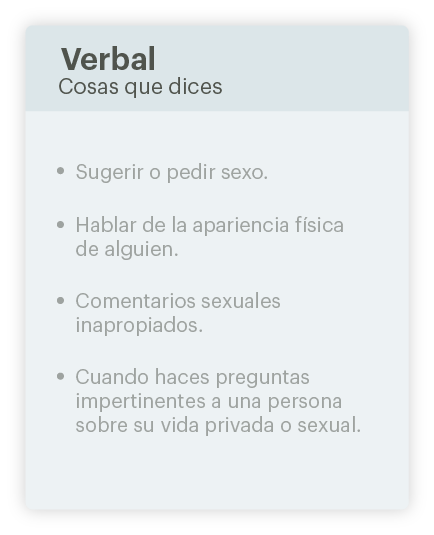 Verbal
Cosas que dices
• Sugerir o pedir sexo.
• Hablar de la apariencia física
de alguien.
• Comentarios sexuales
inapropiados.
• Cuando haces preguntas
impertinentes a una persona
sobre su vida privada o sexual.